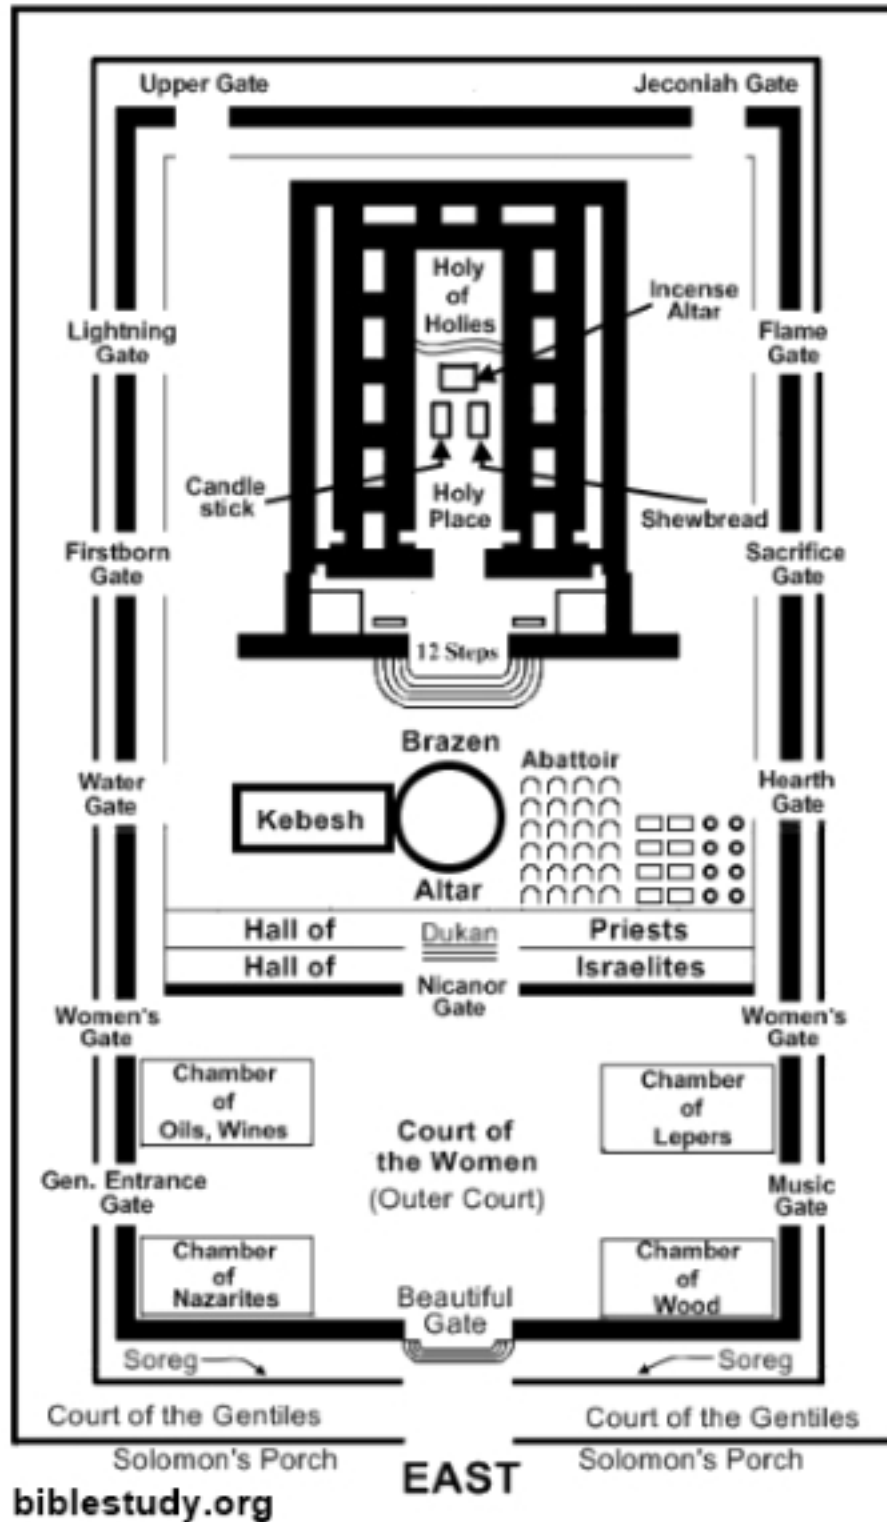 Upper Gate
Jeconiah Gate
Holy
of
Holies
Incense
Altar
Lightning
Gate
Flame
Gate
Candle
stick
Holy
Place
Shewbread
Firstborn
Gate
Sacrifice
Gate
12 Steps
Brazen
Abattoir
Water
Gate
Kebesh
Hearth
Gate
Altar
Hall of
Dukan
Priests
Hall of
Israelites
Nicanor
Gate
Women's
Gate
Women's
Gate
Chamber
of
Oils, Wines
Chamber
of
Lepers
Court of
the Women
(Outer Court)
Gen. Entrance
Gate
Music
Gate
Chamber
of
Nazarites
Chamber
of
Wood
Beautiful
Gate
Soreg
Soreg
Court of the Gentiles
Court of the Gentiles
Solomon's Porch
Solomon's Porch
EAST
biblestudy.org